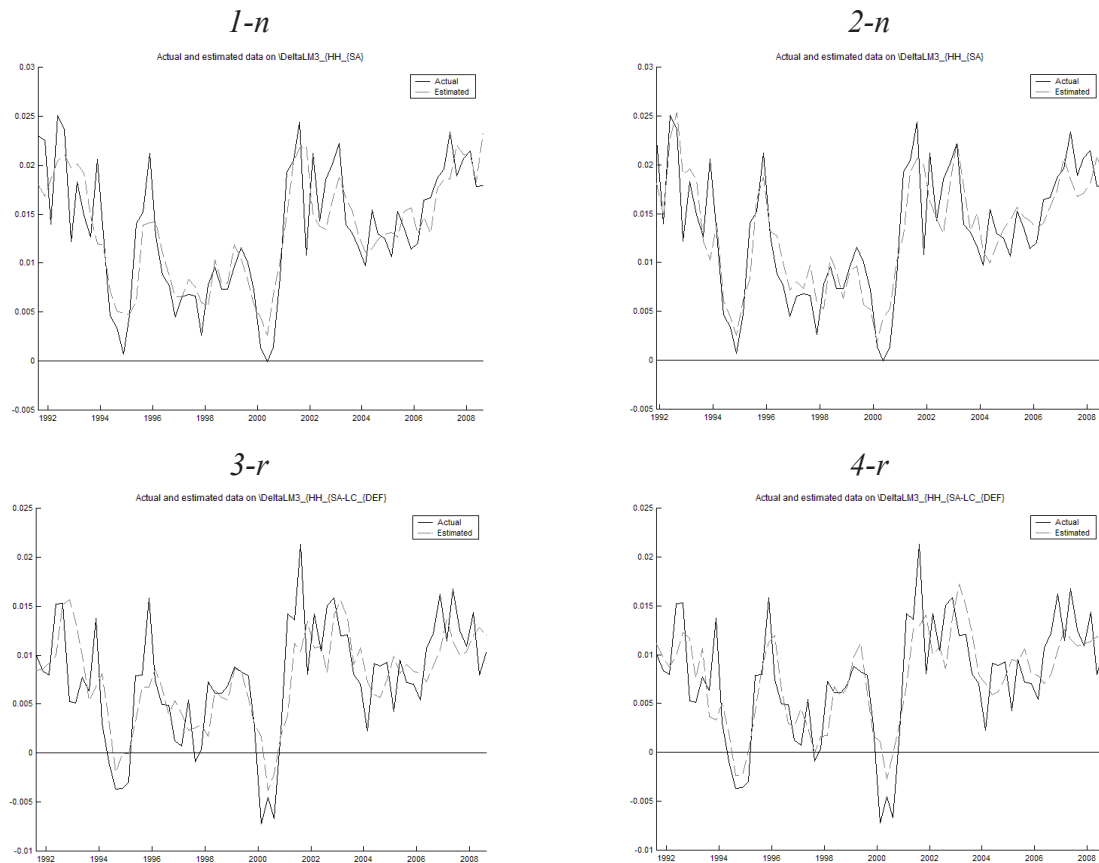 1-n
Actual and estimated data on \DeltaLM3_{HH_{SA}
Actual
Estimated
0.03
0.025
0.02
0.015
0.01
0.005
0
-0.005
1992 1994 1996 1998 2000 2002 2004 2006 2008
2-n
Actual and estimated data on \DeltaLM3_{HH_{SA}
Actual
Estimated
0.03
0.025
0.02
0.015
0.01
0.005
0
-0.005
1992 1994 1996 1998 2000 2002 2004 2006 2008
3-r
Actual and estimated data on \DeltaLM3_{HH_{SA-LC_{DEF}
Actual
Estimated
0.025
0.02
0.015
0.01
0.005
0
-0.005
-0.01
1992 1994 1996 1998 2000 2002 2004 2006 2008
4-r
Actual and estimated data on \DeltaLM3_{HH_{SA-LC_{DEF}
Actual
Estimated
0.025
0.02
0.015
0.01
0.005
0
-0.005
-0.01
1992 1994 1996 1998 2000 2002 2004 2006 2008